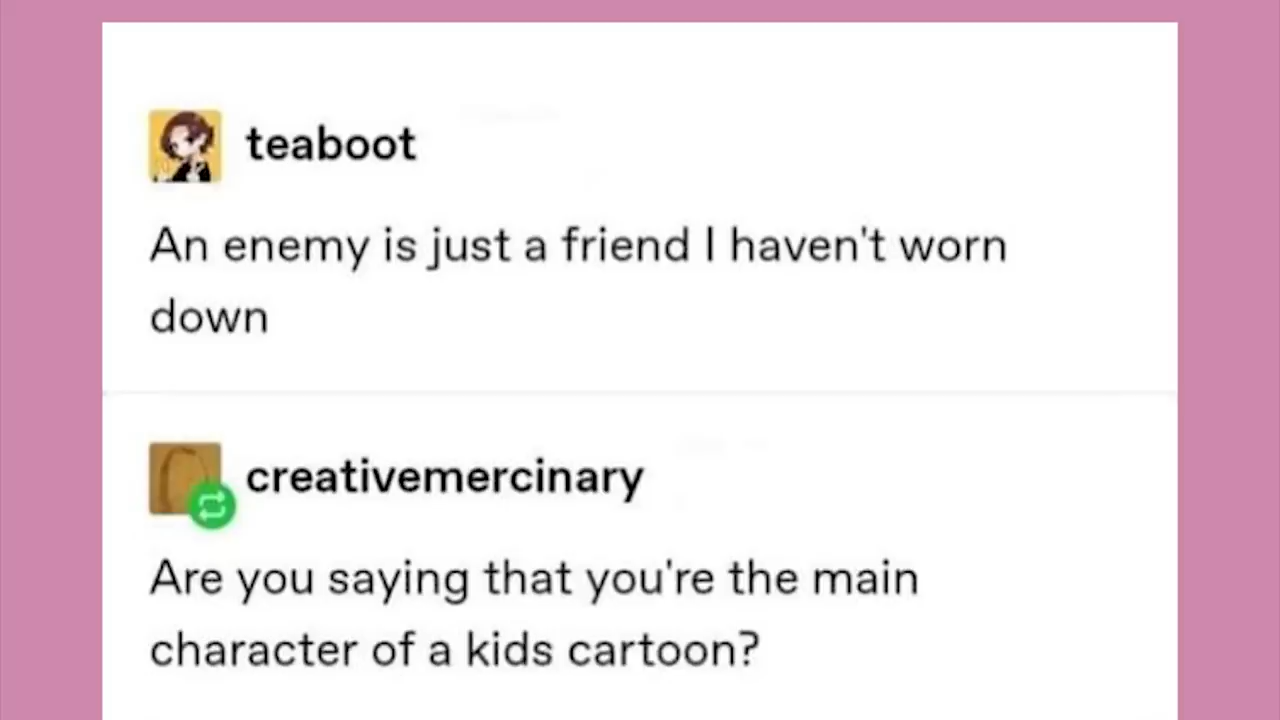 teaboot
An enemy is just a friend I haven't worn
down
creativemercinary
Are you saying that you're the main
character of a kids cartoon?